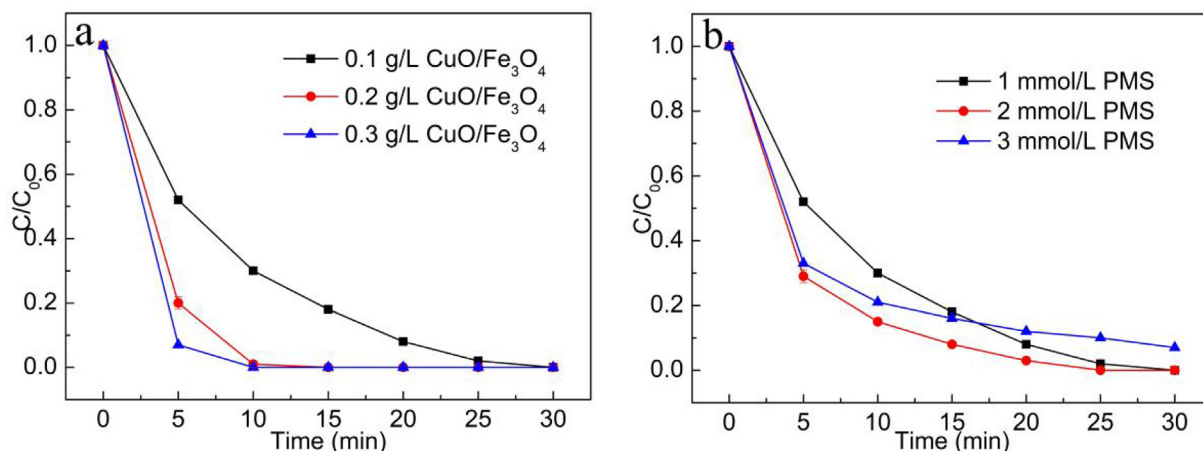 a
0.1 g/L CuO/Fe₃O₄
0.2 g/L CuO/Fe₃O₄
0.3 g/L CuO/Fe₃O₄
C/C₀
1.0
0.8
0.6
0.4
0.2
0.0
0 5 10 15 20 25 30
Time (min)
b
1 mmol/L PMS
2 mmol/L PMS
3 mmol/L PMS
C/C₀
1.0
0.8
0.6
0.4
0.2
0.0
0 5 10 15 20 25 30
Time (min)